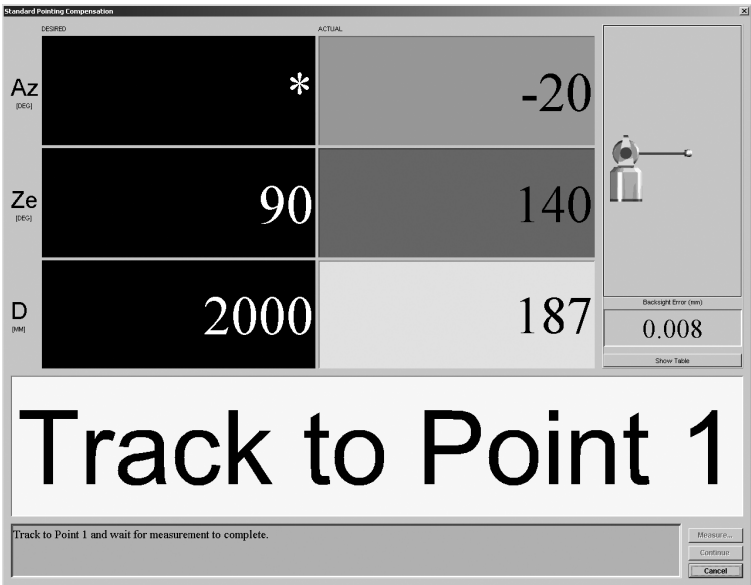 Standard Pointing Compensation
DESIRED ACTUAL
Az
[DEG]
* -20
Ze
[DEG]
90 140
D
[MM]
2000 187
Backsight Error (mm)
0.008
Show Table
Track to Point 1
Track to Point 1 and wait for measurement to complete.
Measure...
Continue
Cancel